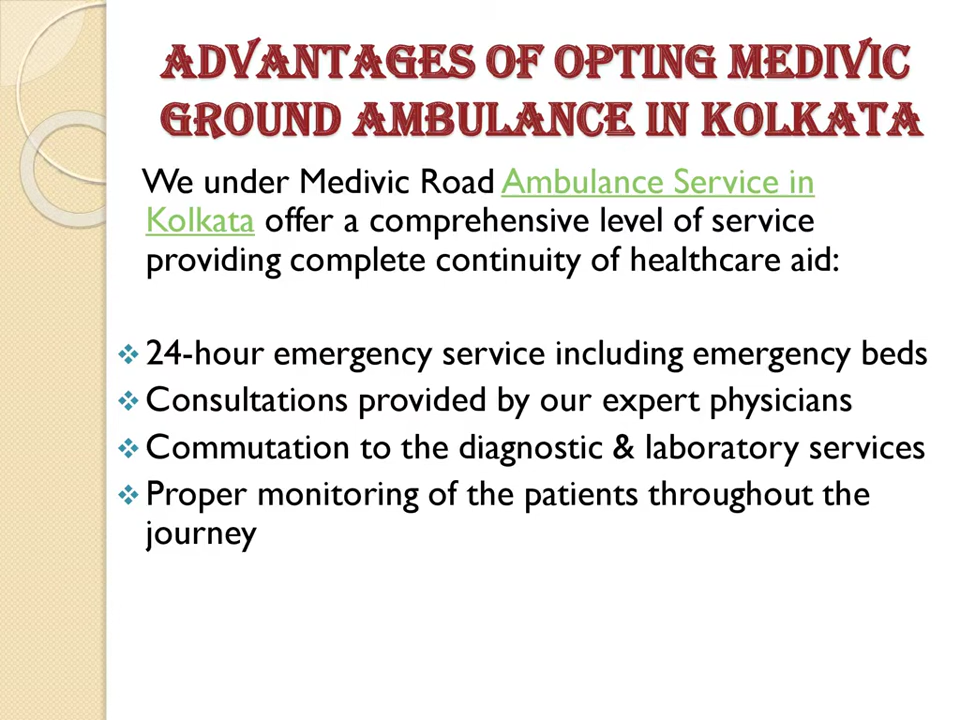 ADVANTAGES OF OPTING MEDIVIC
GROUND AMBULANCE IN KOLKATA
We under Medivic Road Ambulance Service in
Kolkata offer a comprehensive level of service
providing complete continuity of healthcare aid:
24-hour emergency service including emergency beds
Consultations provided by our expert physicians
Commutation to the diagnostic & laboratory services
Proper monitoring of the patients throughout the
journey